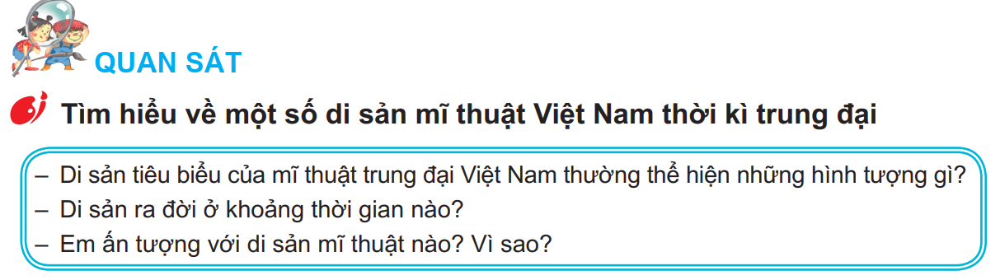 QUAN SÁT
Tìm hiểu về một số di sản mĩ thuật Việt Nam thời kì trung đại
– Di sản tiêu biểu của mĩ thuật trung đại Việt Nam thường thể hiện những hình tượng gì?
– Di sản ra đời ở khoảng thời gian nào?
– Em ấn tượng với di sản mĩ thuật nào? Vì sao?